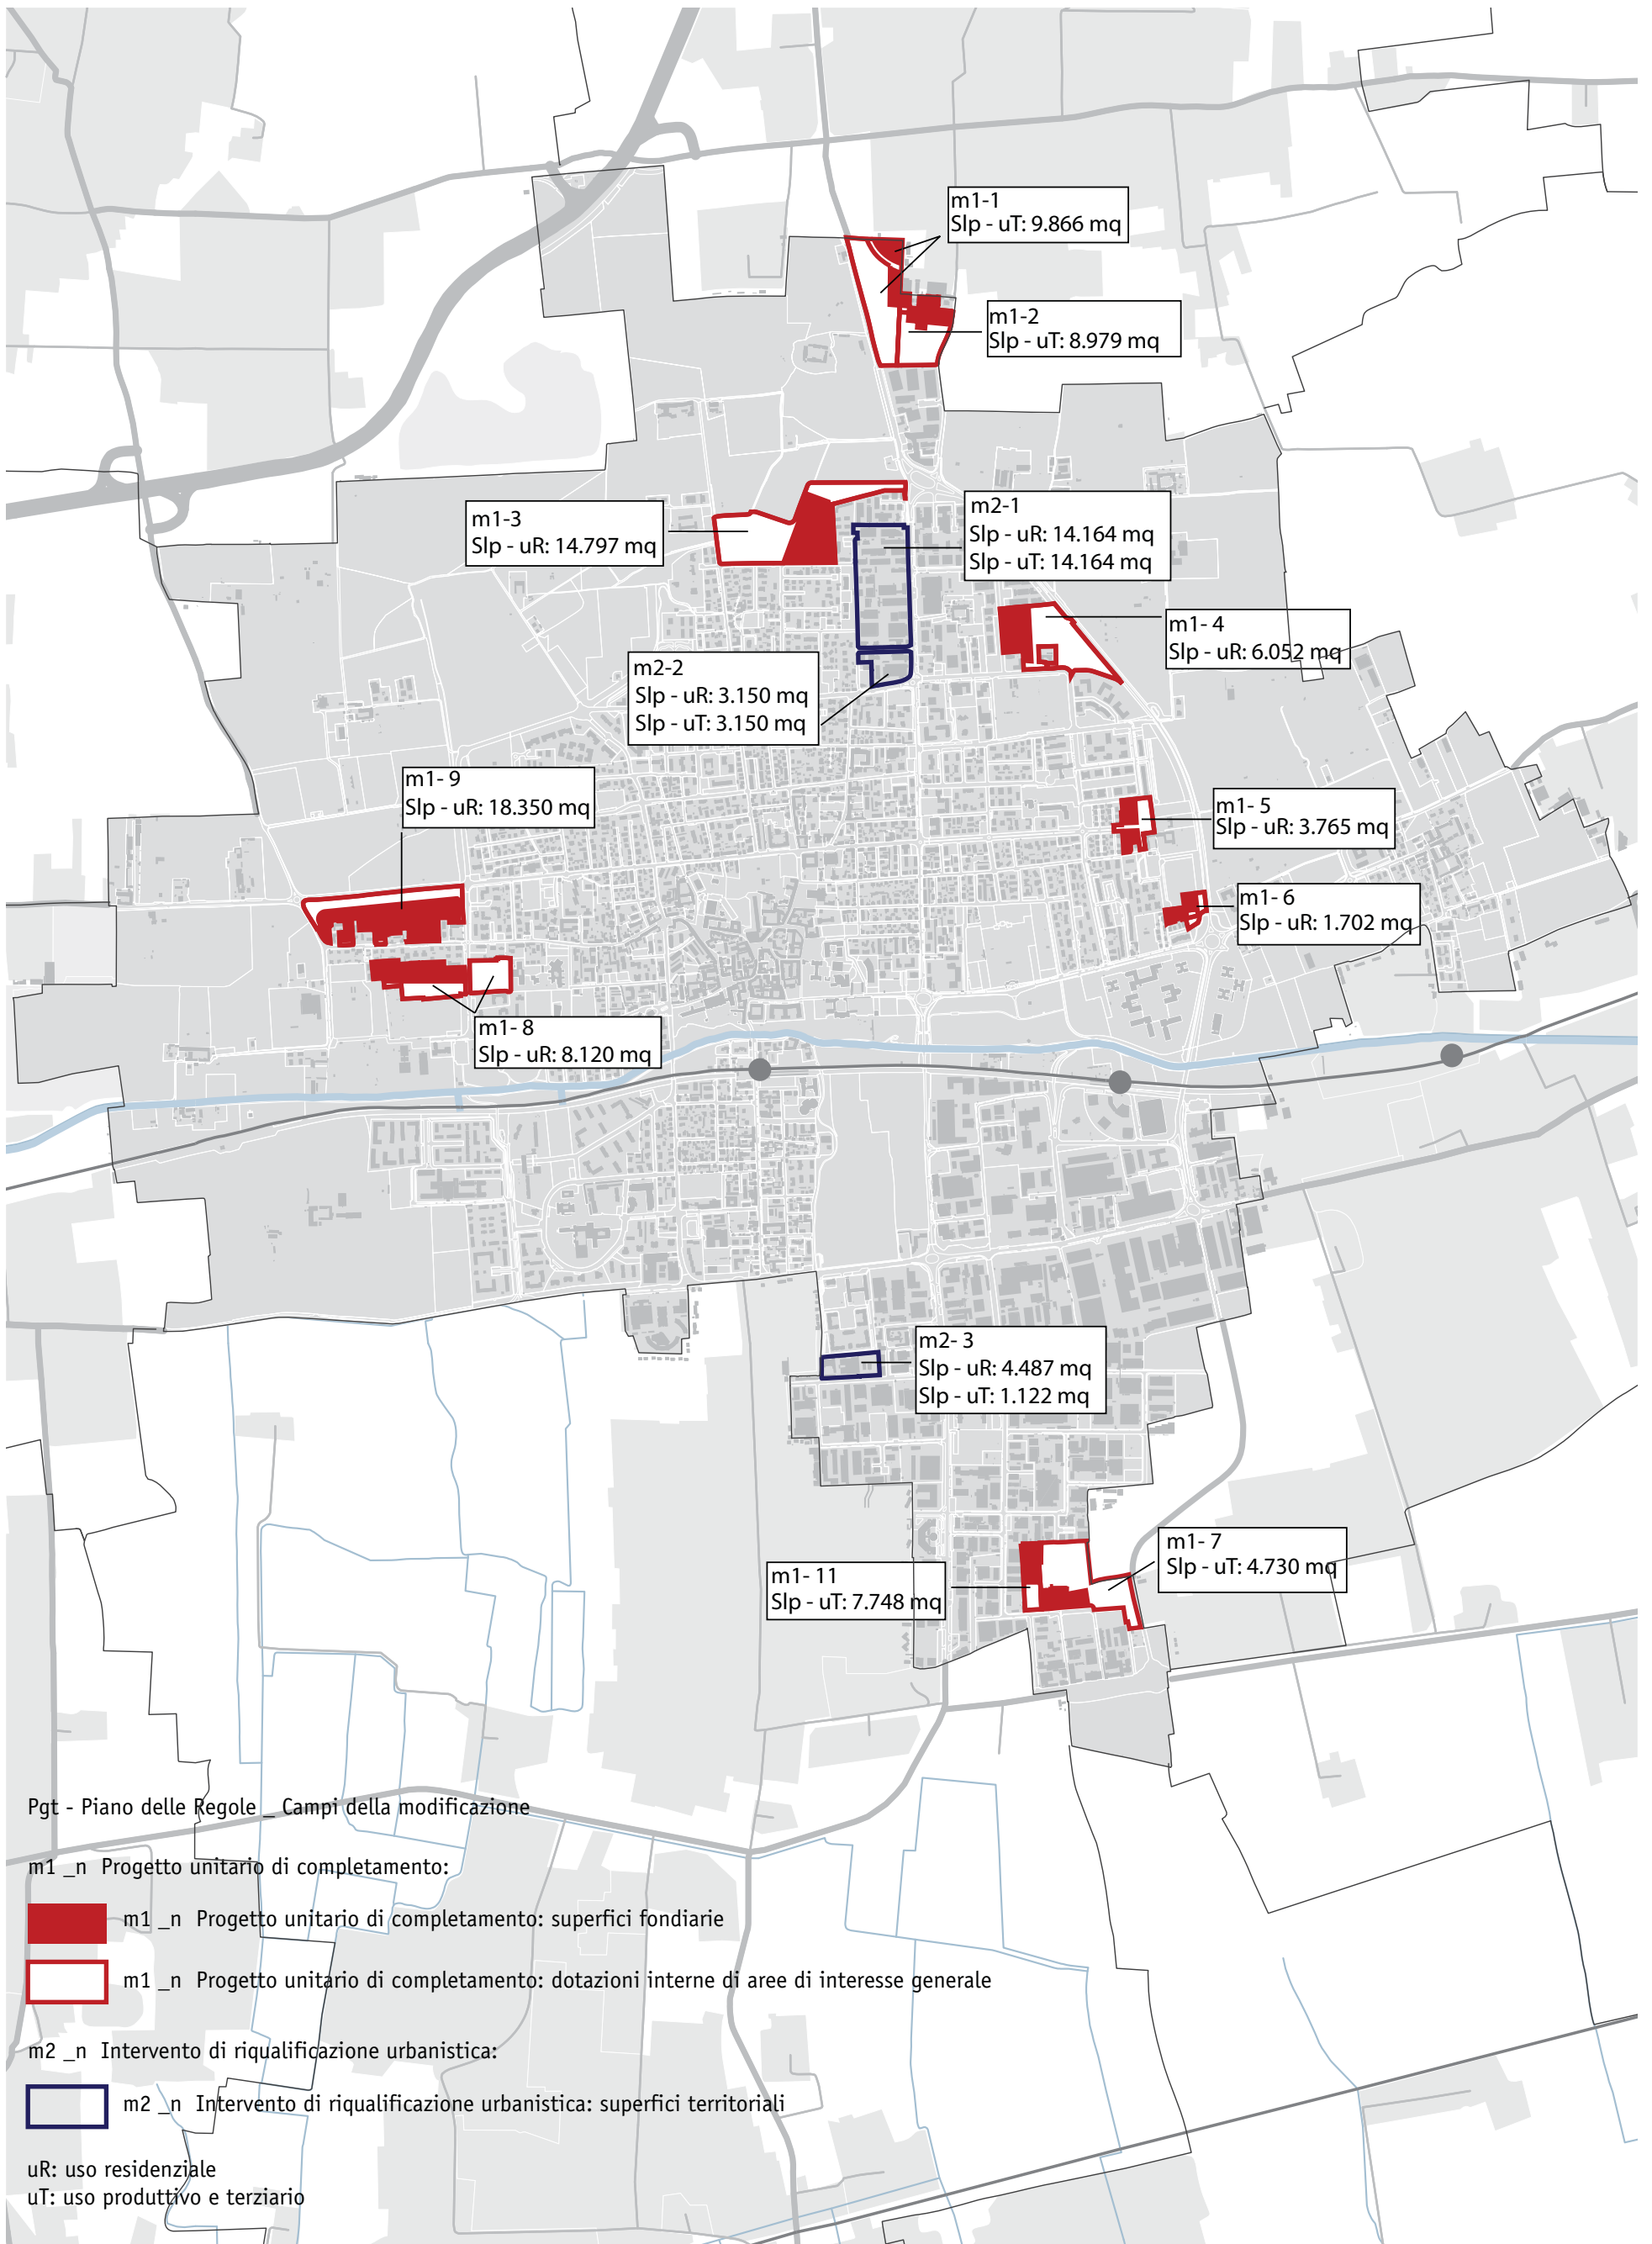 m1-1
Slp - uT: 9.866 mq
m1-2
Slp - uT: 8.979 mq
m1-3
Slp - uR: 14.797 mq
m2-1
Slp - uR: 14.164 mq
Slp - uT: 14.164 mq
m1- 4
Slp - uR: 6.052 mq
m2-2
Slp - uR: 3.150 mq
Slp - uT: 3.150 mq
m1- 9
Slp - uR: 18.350 mq
m1- 5
Slp - uR: 3.765 mq
m1- 6
Slp - uR: 1.702 mq
m1- 8
Slp - uR: 8.120 mq
m2- 3
Slp - uR: 4.487 mq
Slp - uT: 1.122 mq
m1- 7
Slp - uT: 4.730 mq
m1- 11
Slp - uT: 7.748 mq
Pgt - Piano delle Regole _ Campi della modificazione
m1 _n Progetto unitario di completamento:
m1 _n Progetto unitario di completamento: superfici fondiarie
m1 _n Progetto unitario di completamento: dotazioni interne di aree di interesse generale
m2 _n Intervento di riqualificazione urbanistica:
m2 _n Intervento di riqualificazione urbanistica: superfici territoriali
uR: uso residenziale
uT: uso produttivo e terziario